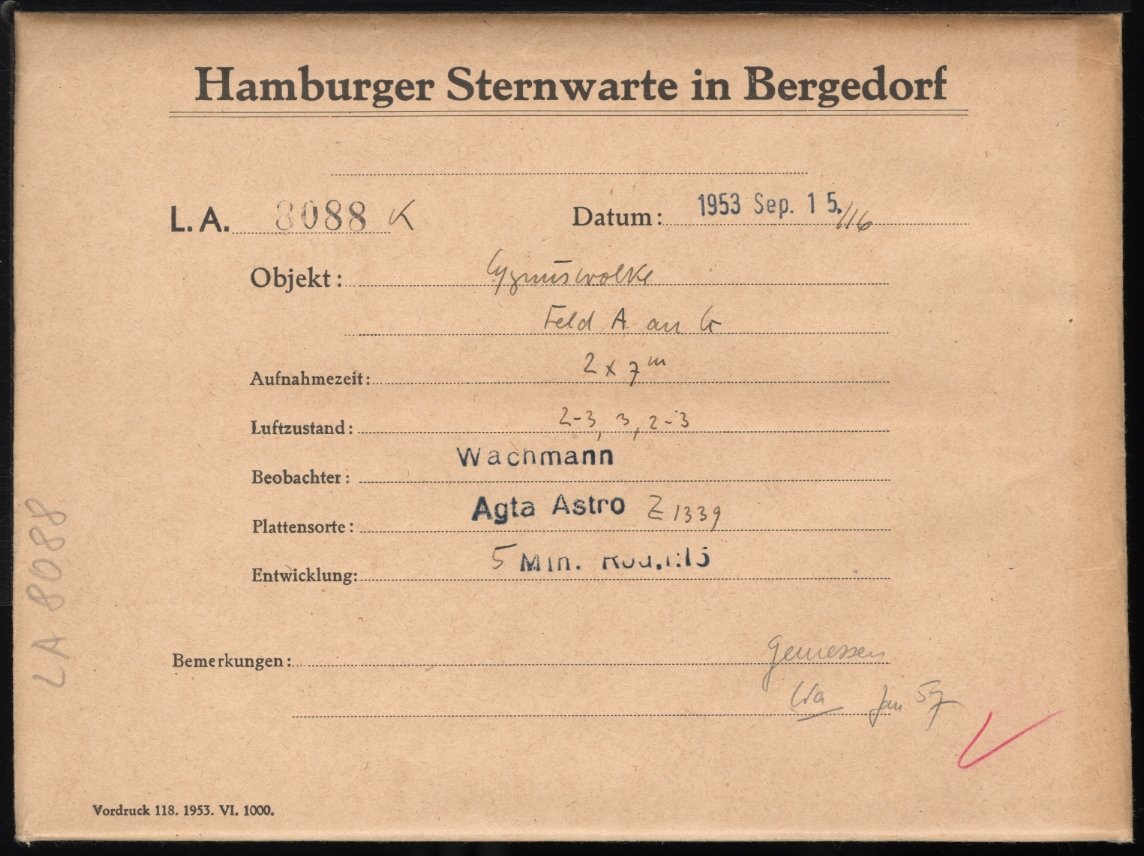 Hamburger Sternwarte in Bergedorf
L. A. 8088 K Datum: 1953 Sep. 15./16
Objekt: Cygnuswolke
Feld A an G
Aufnahmezeit: 2 x 7m
Luftzustand: 2-3, 3, 2-3
Beobachter: Wachmann
Plattensorte: Agfa Astro Z 1339
Entwicklung: 5 Min. Rod. 1:15
Bemerkungen: Gemessen
Wa Jan 57
LA 8088
Vordruck 118. 1953. VI. 1000.